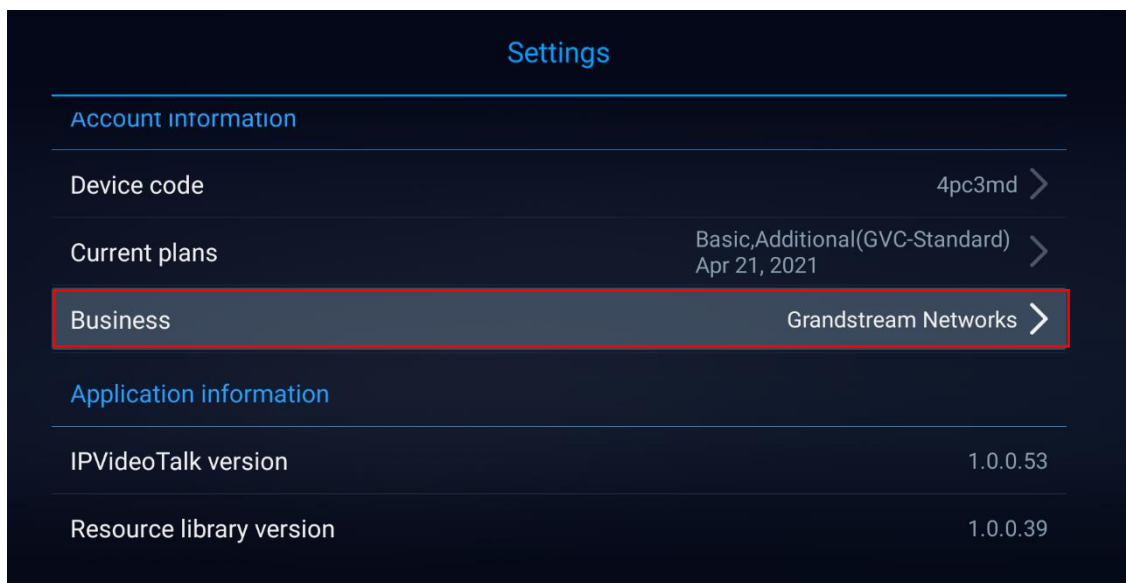 Settings
Account information
Device code 4pc3md
Current plans Basic,Additional(GVC-Standard)
Apr 21, 2021
Business Grandstream Networks
Application information
IPVideoTalk version 1.0.0.53
Resource library version 1.0.0.39